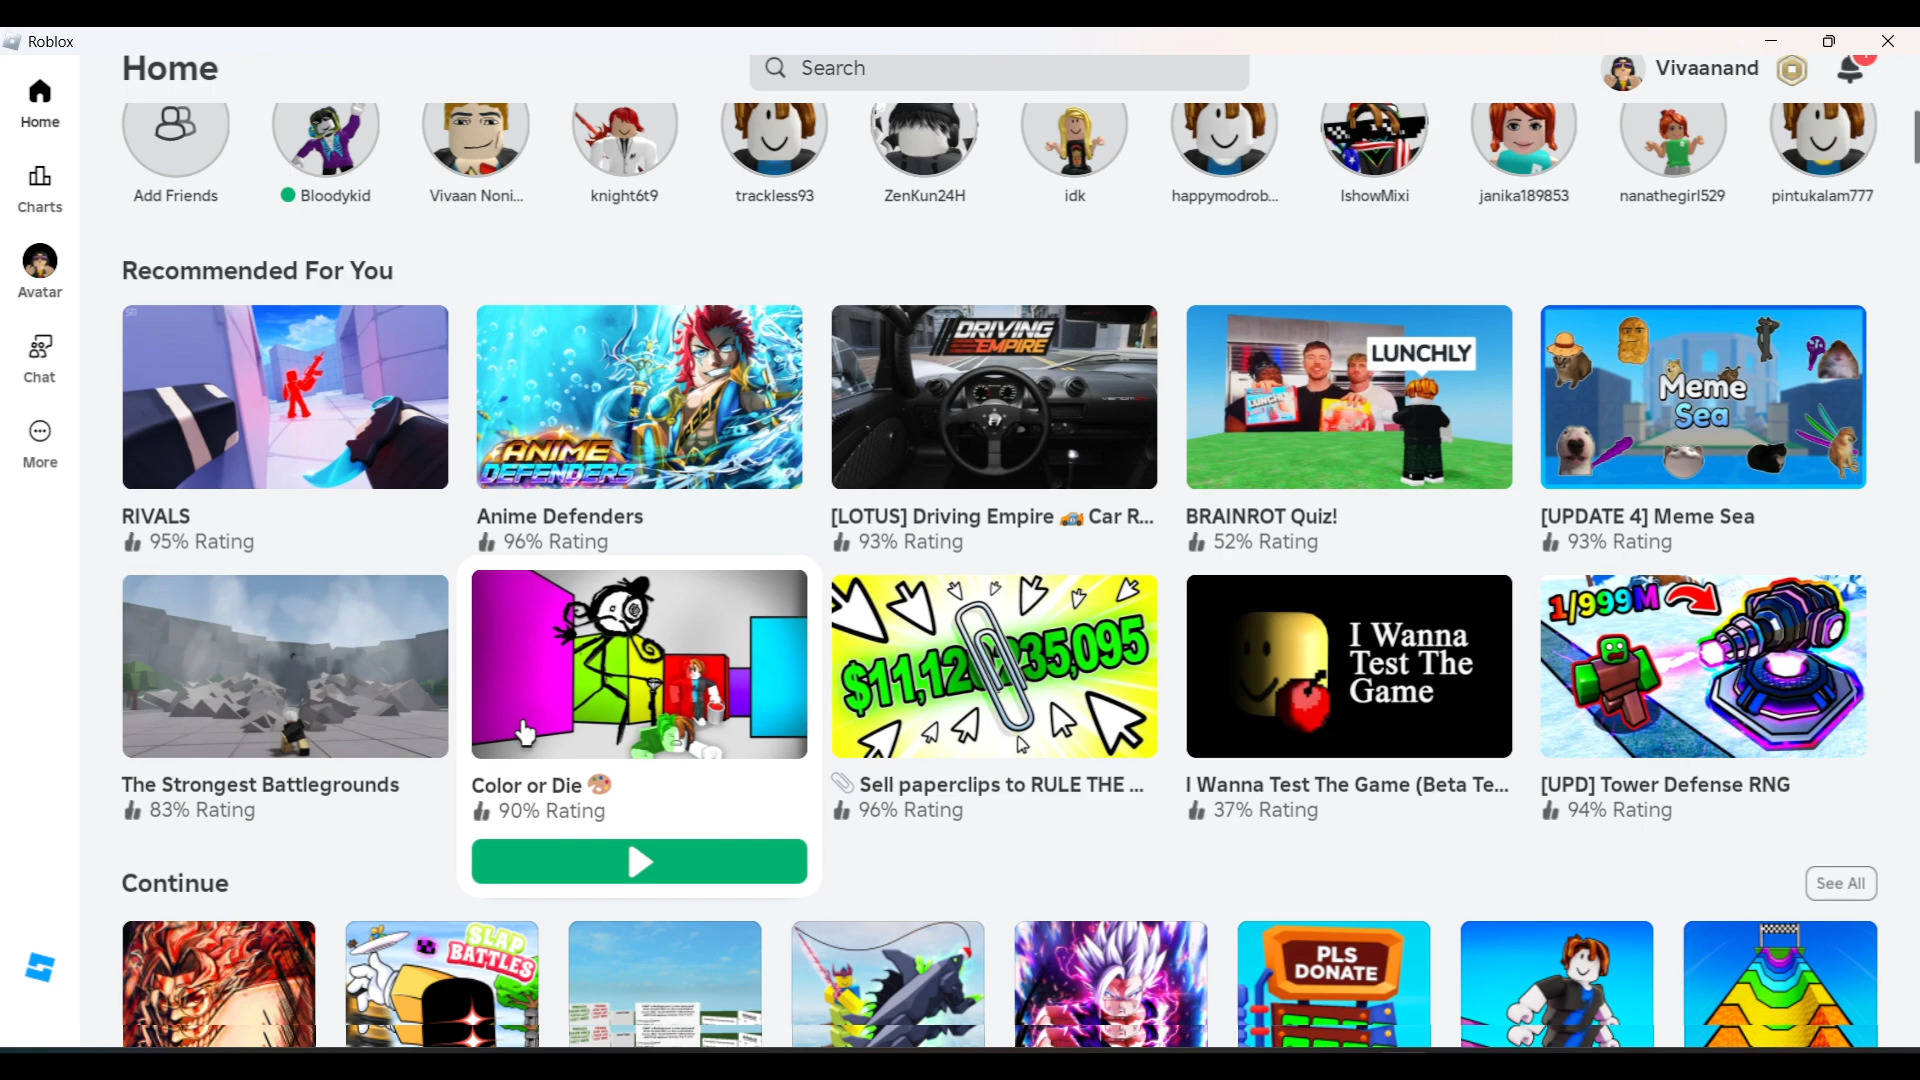 Roblox
Home
Search
Vivaanand
Home
Charts
Avatar
Chat
More
Add Friends
Bloodykid
Vivaan Noni...
knight6t9
trackless93
ZenKun24H
idk
happymodrob...
IshowMixi
janika189853
nanathegirl529
pintukalam777
Recommended For You
ANIME
DEFENDERS
DRIVING
EMPIRE
LUNCHLY
LUNCHLY
Meme
Sea
RIVALS
95% Rating
Anime Defenders
96% Rating
[LOTUS] Driving Empire 🚗 Car R...
93% Rating
BRAINROT Quiz!
52% Rating
[UPDATE 4] Meme Sea
93% Rating
I Wanna
Test The
Game
1/999M
The Strongest Battlegrounds
83% Rating
Color or Die 🎨
90% Rating
📎 Sell paperclips to RULE THE ...
96% Rating
I Wanna Test The Game (Beta Te...
37% Rating
[UPD] Tower Defense RNG
94% Rating
Continue
See All
SLAP
BATTLES
PLS
DONATE